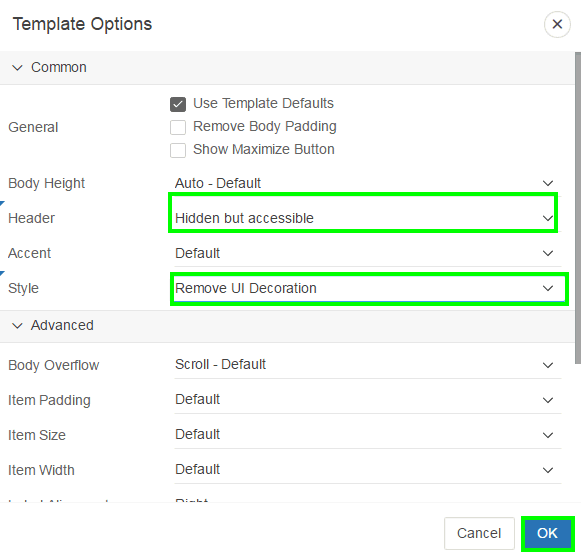 Template Options
Common
General
Use Template Defaults
Remove Body Padding
Show Maximize Button
Body Height Auto - Default
Header Hidden but accessible
Accent Default
Style Remove UI Decoration
Advanced
Body Overflow Scroll - Default
Item Padding Default
Item Size Default
Item Width Default
Cancel OK